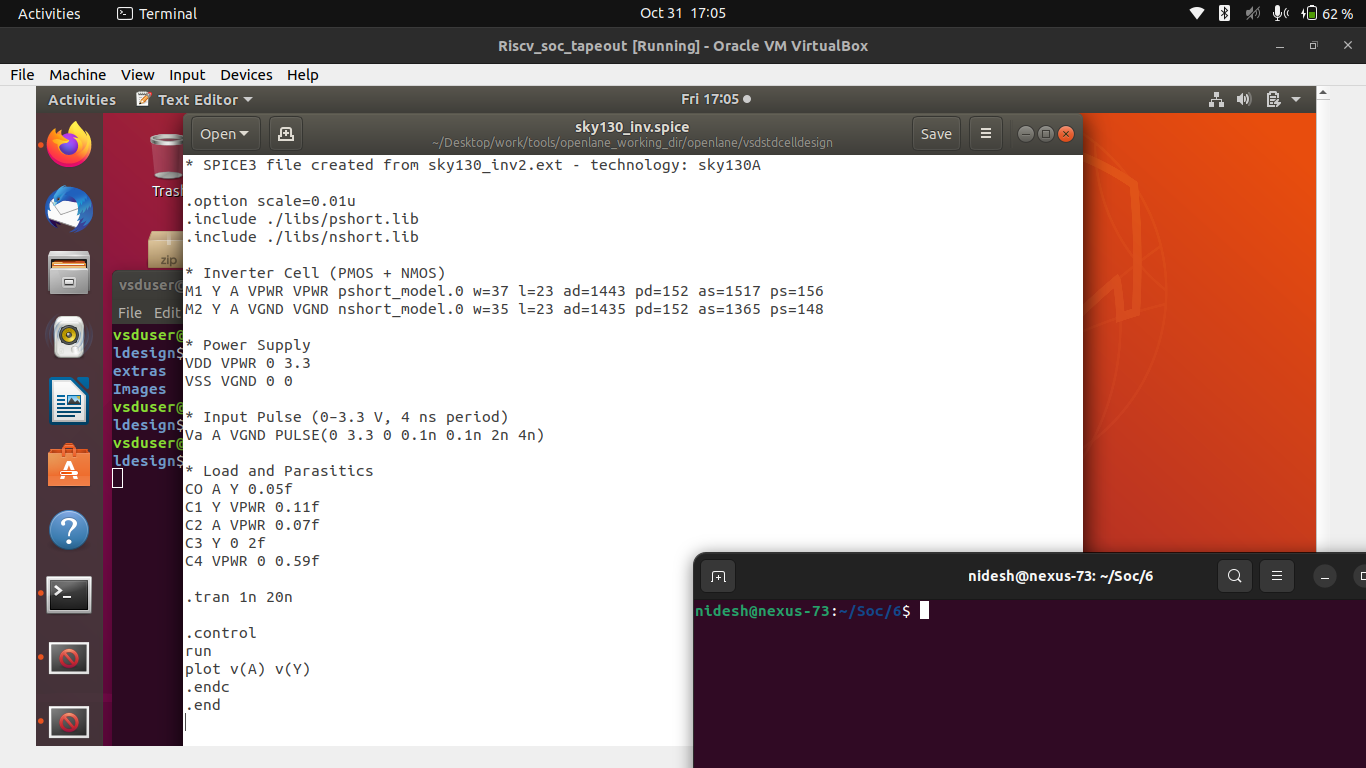 Activities Terminal Oct 31 17:05 62 %
Riscv_soc_tapeout [Running] - Oracle VM VirtualBox
File Machine View Input Devices Help
Activities Text Editor Fri 17:05
Open sky130_inv.spice Save
~/Desktop/work/tools/openlane_working_dir/openlane/vsdstdcelldesign
Trash
zip
vsduser@
File Edit
vsduser@
ldesign$
extras
Images
vsduser@
ldesign$
vsduser@
ldesign$
* SPICE3 file created from sky130_inv2.ext - technology: sky130A
.option scale=0.01u
.include ./libs/pshort.lib
.include ./libs/nshort.lib
* Inverter Cell (PMOS + NMOS)
M1 Y A VPWR VPWR pshort_model.0 w=37 l=23 ad=1443 pd=152 as=1517 ps=156
M2 Y A VGND VGND nshort_model.0 w=35 l=23 ad=1435 pd=152 as=1365 ps=148
* Power Supply
VDD VPWR 0 3.3
VSS VGND 0 0
* Input Pulse (0–3.3 V, 4 ns period)
Va A VGND PULSE(0 3.3 0 0.1n 0.1n 2n 4n)
* Load and Parasitics
C0 A Y 0.05f
C1 Y VPWR 0.11f
C2 A VPWR 0.07f
C3 Y 0 2f
C4 VPWR 0 0.59f
.tran 1n 20n
.control
run
plot v(A) v(Y)
.endc
.end
nidesh@nexus-73: ~/Soc/6
nidesh@nexus-73:~/Soc/6$